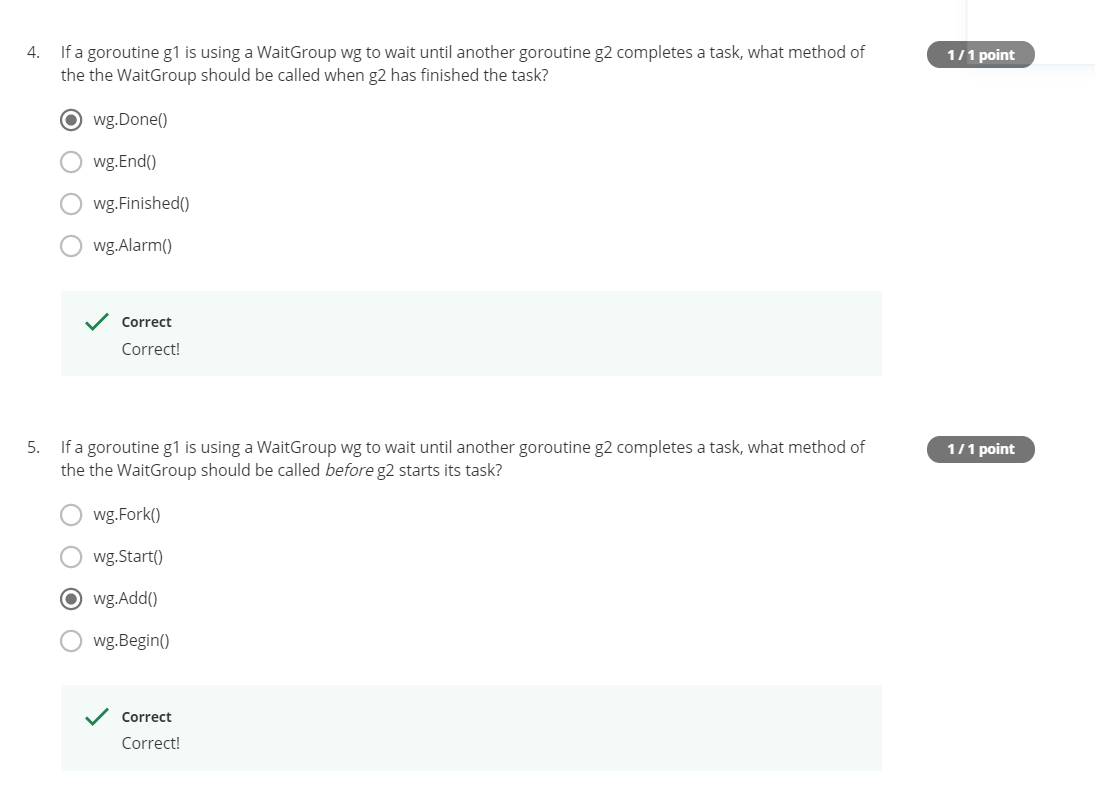 4. If a goroutine g1 is using a WaitGroup wg to wait until another goroutine g2 completes a task, what method of
the the WaitGroup should be called when g2 has finished the task?
1 / 1 point
wg.Done()
wg.End()
wg.Finished()
wg.Alarm()
Correct
Correct!
5. If a goroutine g1 is using a WaitGroup wg to wait until another goroutine g2 completes a task, what method of
the the WaitGroup should be called before g2 starts its task?
1 / 1 point
wg.Fork()
wg.Start()
wg.Add()
wg.Begin()
Correct
Correct!